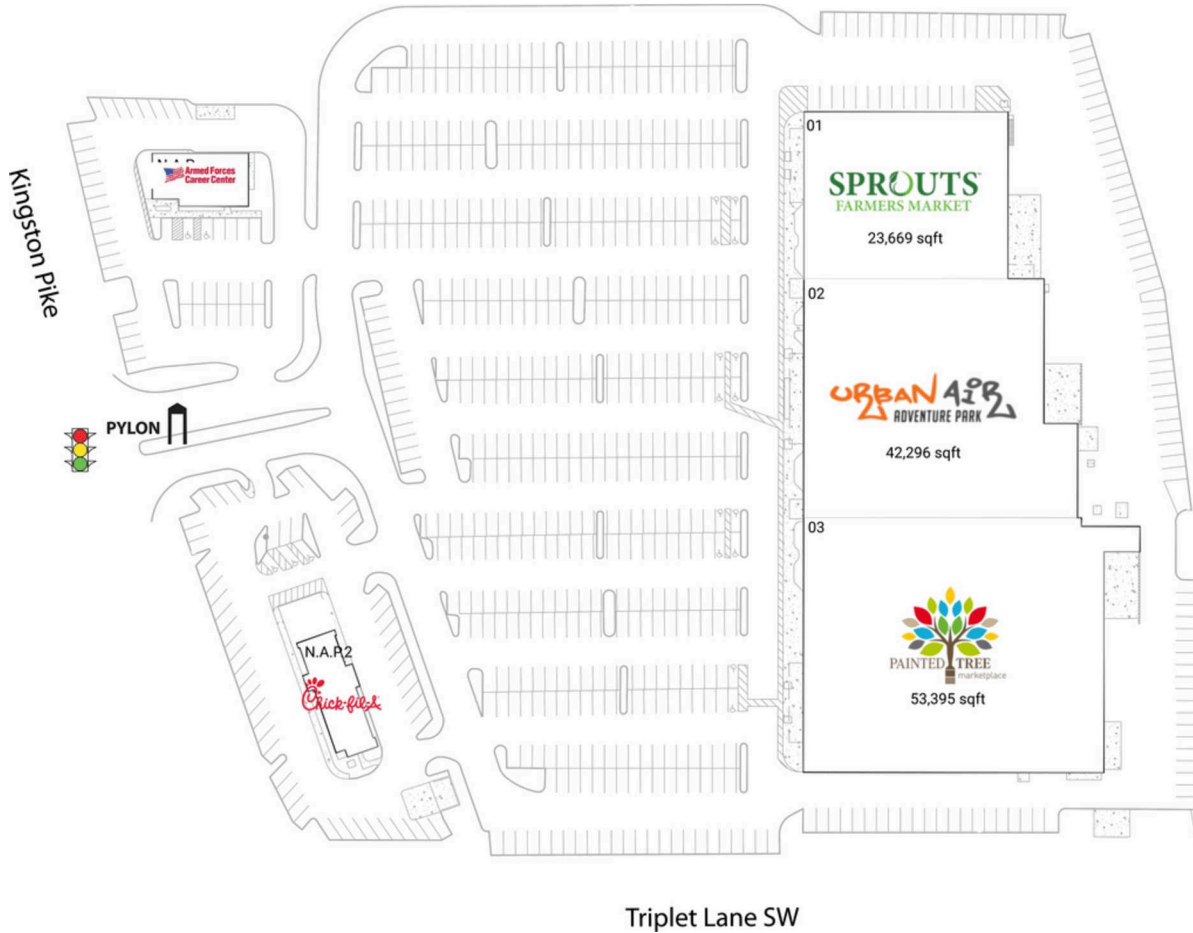 Kingston Pike
Armed Forces
Career Center
PYLON
N.A.P.2
Chick-fil-A
01
SPROUTS
FARMERS MARKET
23,669 sqft
02
URBAN AIR
ADVENTURE PARK
42,296 sqft
03
PAINTED TREE
marketplace
53,395 sqft
Triplet Lane SW